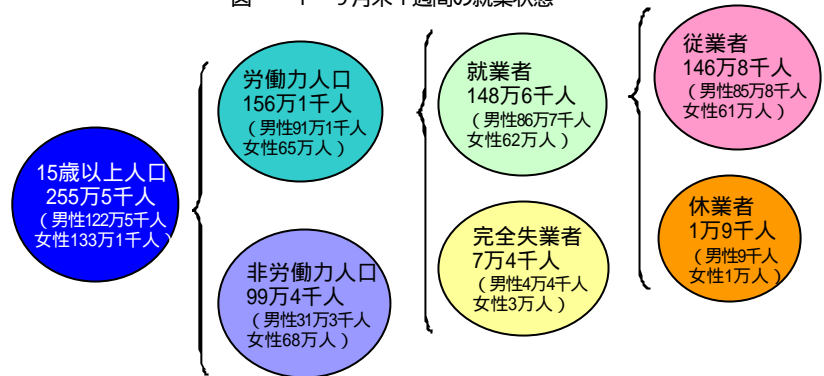 15歳以上人口
255万5千人
(男性122万5千人
女性133万1千人)
労働力人口
156万1千人
(男性91万1千人
女性65万人)
非労働力人口
99万4千人
(男性31万3千人
女性68万人)
就業者
148万6千人
(男性86万7千人
女性62万人)
完全失業者
7万4千人
(男性4万4千人
女性3万人)
従業者
146万8千人
(男性85万8千人
女性61万人)
休業者
1万9千人
(男性9千人
女性1万人)